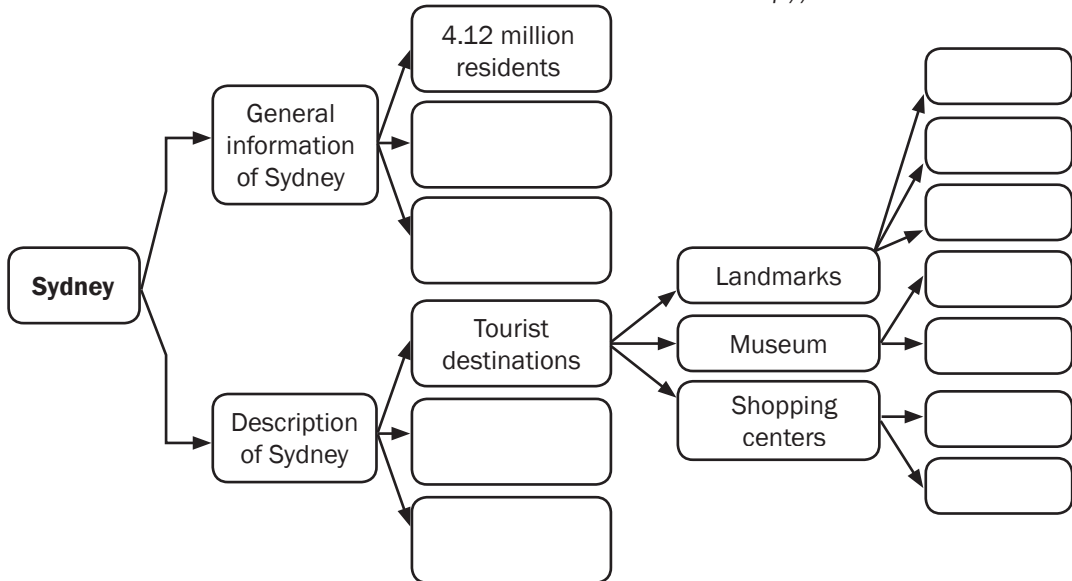 4.12 million
residents
General
information
of Sydney
Sydney
Landmarks
Tourist
destinations
Museum
Shopping
centers
Description
of Sydney